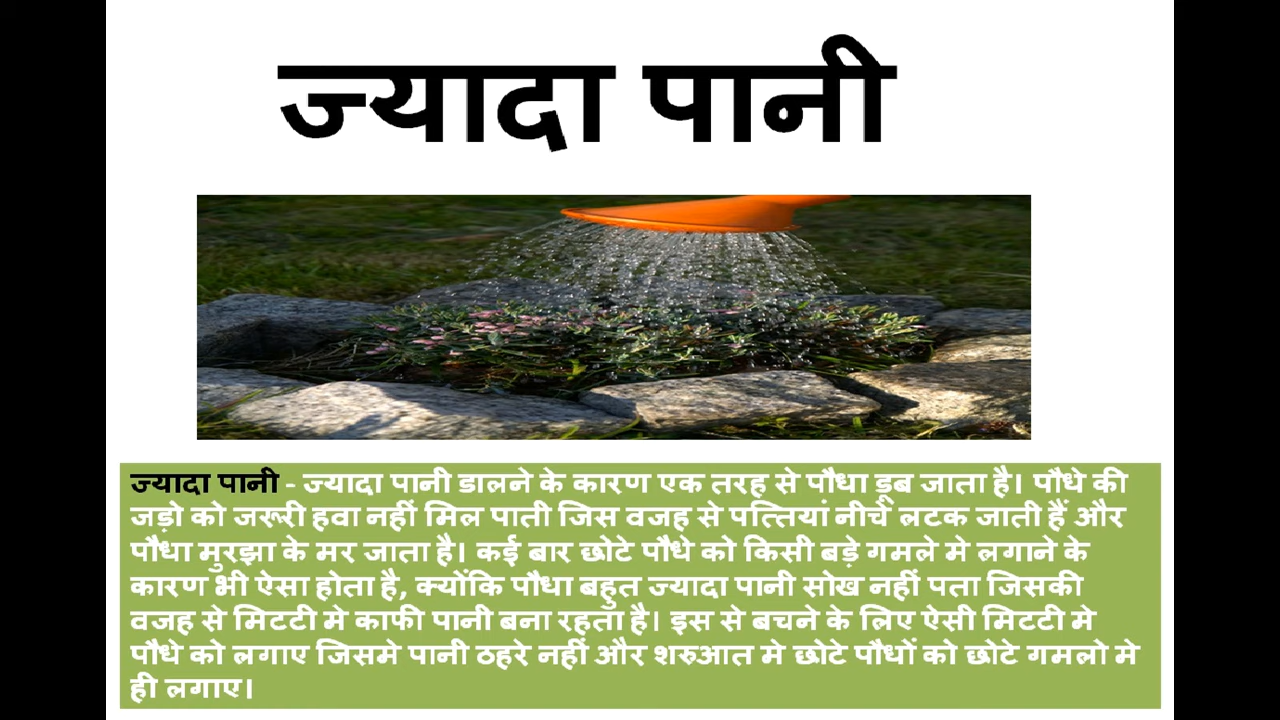 ज्यादा पानी
ज्यादा पानी - ज्यादा पानी डालने के कारण एक तरह से पौधा डूब जाता है। पौधे की
जड़ो को जरूरी हवा नहीं मिल पाती जिस वजह से पत्तियां नीचे लटक जाती हैं और
पौधा मुरझा के मर जाता है। कई बार छोटे पौधे को किसी बड़े गमले मे लगाने के
कारण भी ऐसा होता है, क्योंकि पौधा बहुत ज्यादा पानी सोख नहीं पता जिसकी
वजह से मिटटी मे काफी पानी बना रहता है। इस से बचने के लिए ऐसी मिटटी मे
पौधे को लगाए जिसमे पानी ठहरे नहीं और शरुआत मे छोटे पौधों को छोटे गमलो मे
ही लगाए।